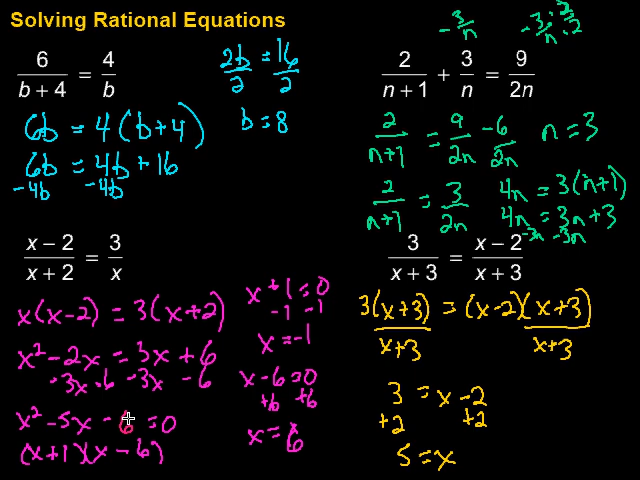 Solving Rational Equations
6/(b + 4) = 4/b
6b = 4(b+4)
6b = 4b + 16
-4b -4b
2b/2 = 16/2
b = 8
-3/n
-3/n · 2/2
2/(n + 1) + 3/n = 9/2n
2/(n+1) = 9/2n - 6/2n
2/(n+1) = 3/2n
4n = 3(n+1)
4n = 3n + 3
-3n -3n
n = 3
(x − 2)/(x + 2) = 3/x
x(x-2) = 3(x+2)
x² - 2x = 3x + 6
-3x -6 -3x -6
x² - 5x - 6 = 0
(x+1)(x-6)
x + 1 = 0
-1 -1
x = -1
x - 6 = 0
+6 +6
x = 6
3/(x + 3) = (x − 2)/(x + 3)
3(x+3)/(x+3) = (x-2)(x+3)/(x+3)
3 = x - 2
+2 +2
5 = x